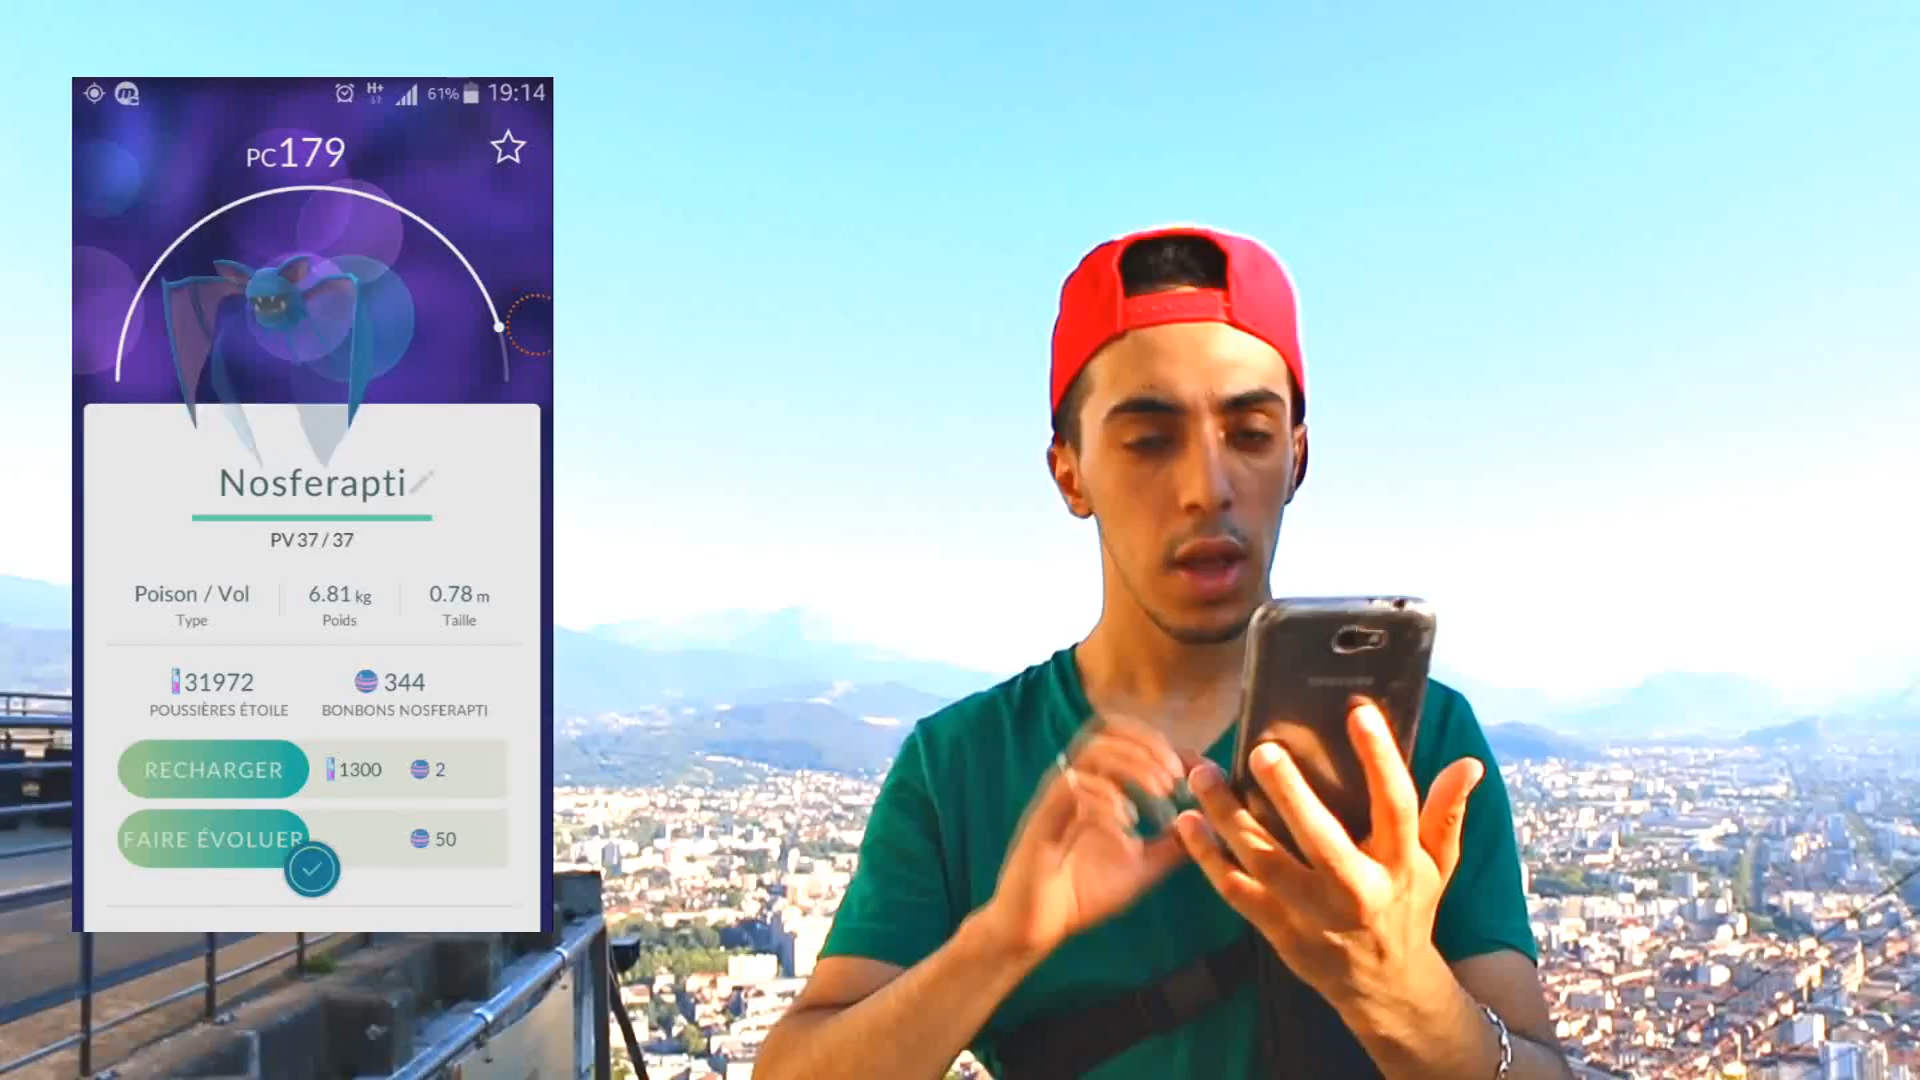 H+ 61% 19:14
PC179
Nosferapti
PV 37 / 37
Poison / Vol 6.81 kg 0.78 m
Type Poids Taille
31972 344
POUSSIÈRES ÉTOILE BONBONS NOSFERAPTI
RECHARGER 1300 2
FAIRE ÉVOLUER 50